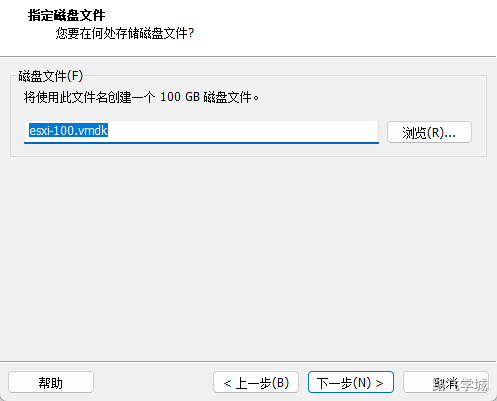 指定磁盘文件
您要在何处存储磁盘文件?
磁盘文件(F)
将使用此文件名创建一个 100 GB 磁盘文件。
esxi-100.vmdk
浏览(R)...
帮助
< 上一步(B)
下一步(N) >
取消